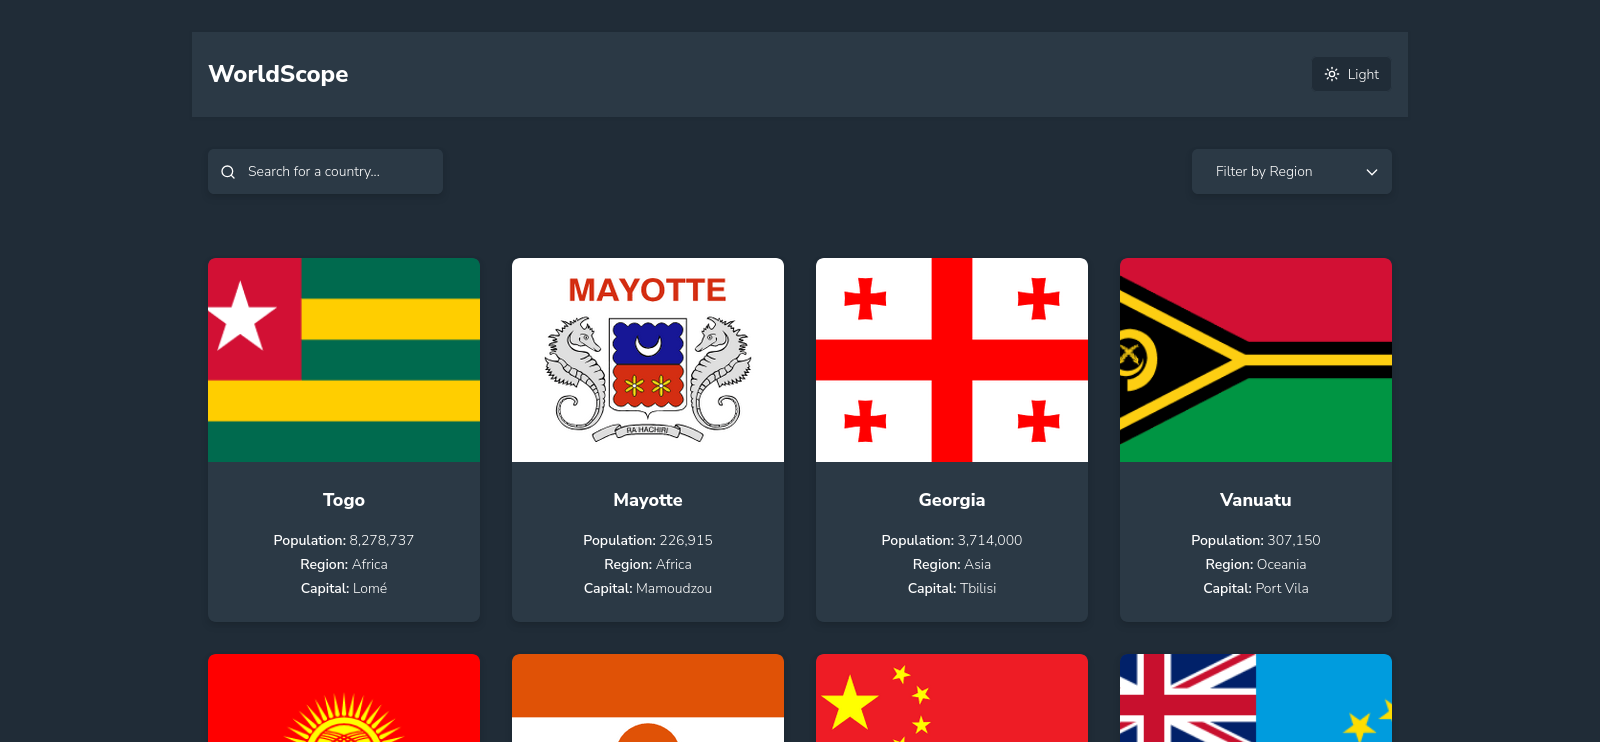 WorldScope
Light
Search for a country...
Filter by Region
MAYOTTE
RA HACHIRI
Togo
Population: 8,278,737
Region: Africa
Capital: Lomé
Mayotte
Population: 226,915
Region: Africa
Capital: Mamoudzou
Georgia
Population: 3,714,000
Region: Asia
Capital: Tbilisi
Vanuatu
Population: 307,150
Region: Oceania
Capital: Port Vila